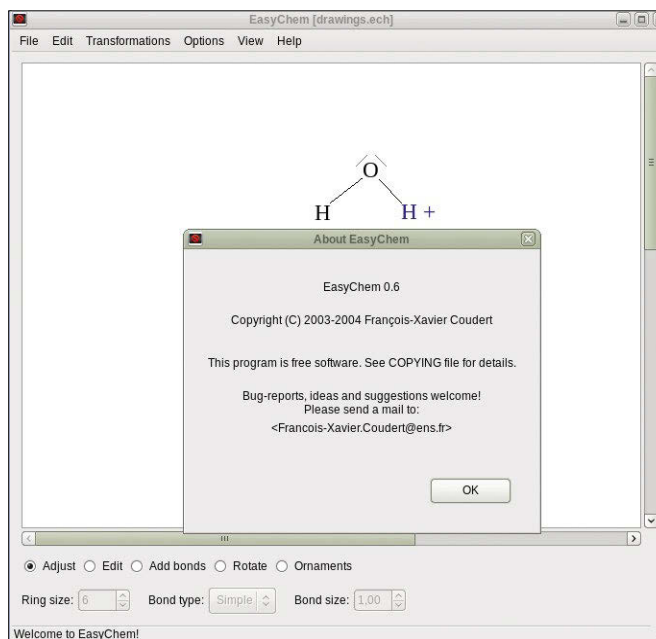 EasyChem [drawings.ech]
File Edit Transformations Options View Help
O
H H +
About EasyChem
EasyChem 0.6
Copyright (C) 2003-2004 François-Xavier Coudert
This program is free software. See COPYING file for details.
Bug-reports, ideas and suggestions welcome!
Please send a mail to:
<Francois-Xavier.Coudert@ens.fr>
OK
Adjust Edit Add bonds Rotate Ornaments
Ring size: 6 Bond type: Simple Bond size: 1,00
Welcome to EasyChem!